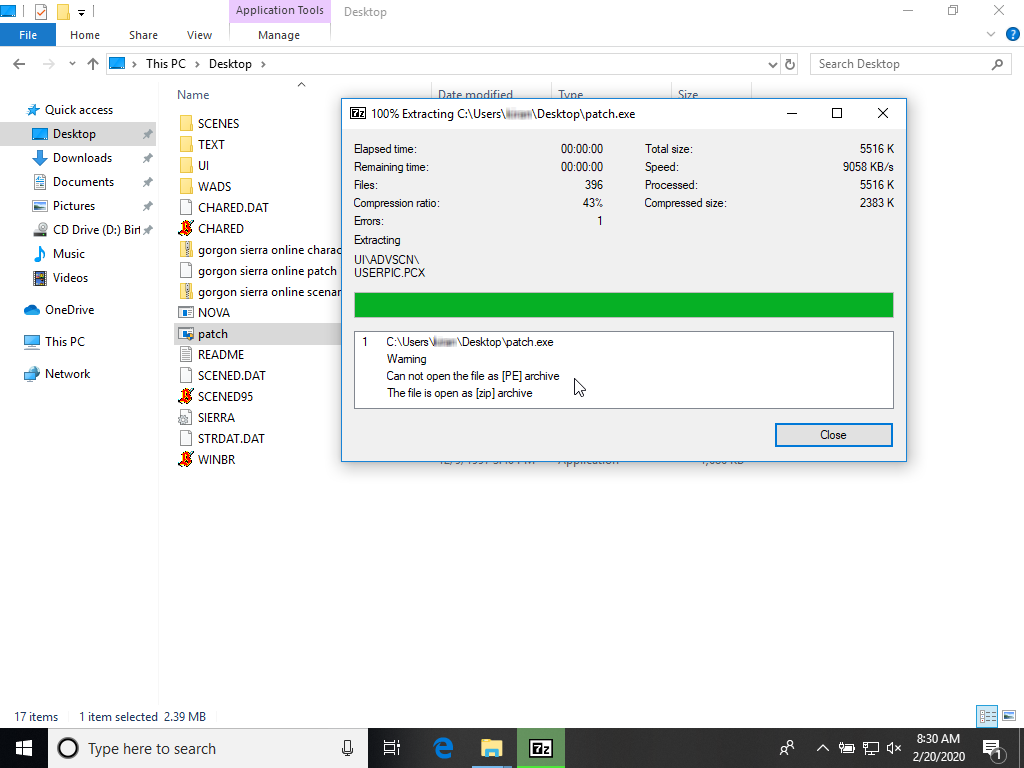 Application Tools
Desktop
File
Home
Share
View
Manage
This PC
Desktop
Search Desktop
Name
Date modified
Type
Size
Quick access
Desktop
Downloads
Documents
Pictures
CD Drive (D:) Birt
Music
Videos
OneDrive
This PC
Network
SCENES
TEXT
UI
WADS
CHARED.DAT
CHARED
gorgon sierra online charac
gorgon sierra online patch
gorgon sierra online scenar
NOVA
patch
README
SCENED.DAT
SCENED95
SIERRA
STRDAT.DAT
WINBR
7z 100% Extracting C:\Users\ \Desktop\patch.exe
Elapsed time: 00:00:00 Total size: 5516 K
Remaining time: 00:00:00 Speed: 9058 KB/s
Files: 396 Processed: 5516 K
Compression ratio: 43% Compressed size: 2383 K
Errors: 1
Extracting
UI\ADVSCN\
USERPIC.PCX
1 C:\Users\ \Desktop\patch.exe
Warning
Can not open the file as [PE] archive
The file is open as [zip] archive
Close
17 items 1 item selected 2.39 MB
Type here to search
7z
8:30 AM
2/20/2020
1